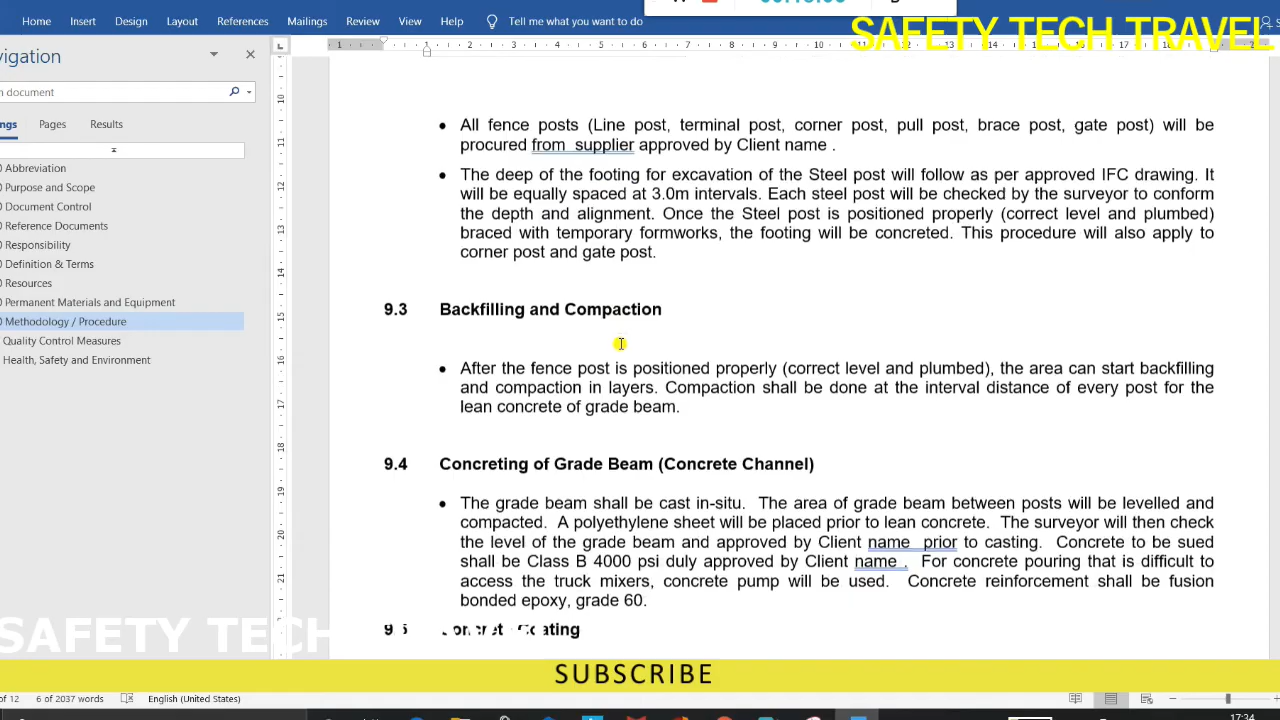 Insert
Design
Layout
References
Mailings
Review
View
Help
Tell me what you want to do
SAFETY TECH TRAVEL
vigation
document
ngs
Pages
Results
Abbreviation
Purpose and Scope
Document Control
Reference Documents
Responsibility
Definition & Terms
Resources
Permanent Materials and Equipment
Methodology / Procedure
Quality Control Measures
Health, Safety and Environment
• All fence posts (Line post, terminal post, corner post, pull post, brace post, gate post) will be
procured from supplier approved by Client name .
• The deep of the footing for excavation of the Steel post will follow as per approved IFC drawing. It
will be equally spaced at 3.0m intervals. Each steel post will be checked by the surveyor to conform
the depth and alignment. Once the Steel post is positioned properly (correct level and plumbed)
braced with temporary formworks, the footing will be concreted. This procedure will also apply to
corner post and gate post.
9.3 Backfilling and Compaction
• After the fence post is positioned properly (correct level and plumbed), the area can start backfilling
and compaction in layers. Compaction shall be done at the interval distance of every post for the
lean concrete of grade beam.
9.4 Concreting of Grade Beam (Concrete Channel)
• The grade beam shall be cast in-situ. The area of grade beam between posts will be levelled and
compacted. A polyethylene sheet will be placed prior to lean concrete. The surveyor will then check
the level of the grade beam and approved by Client name prior to casting. Concrete to be sued
shall be Class B 4000 psi duly approved by Client name . For concrete pouring that is difficult to
access the truck mixers, concrete pump will be used. Concrete reinforcement shall be fusion
bonded epoxy, grade 60.
SAFETY TECH
SUBSCRIBE
of 12
6 of 2037 words
English (United States)
17:34